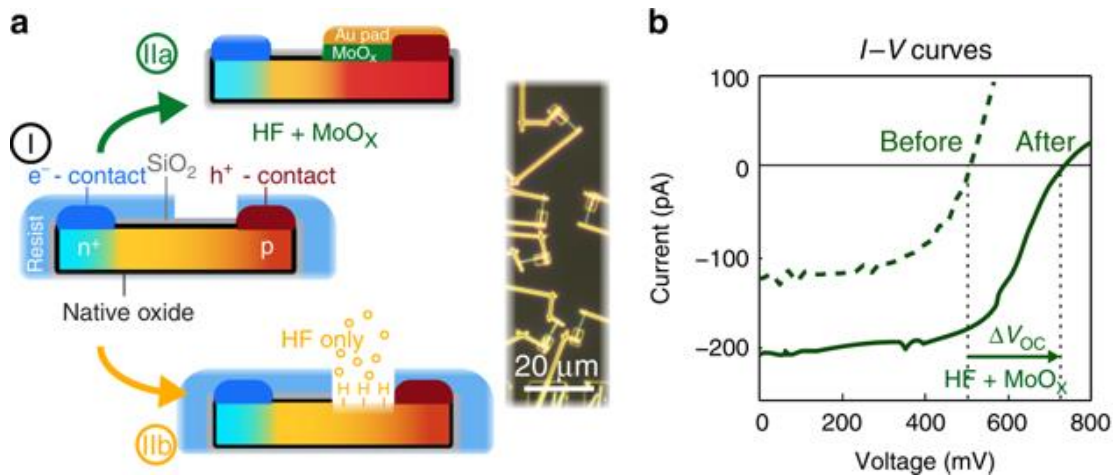 a
IIa
Au pad
MoOₓ
HF + MoOₓ
I
SiO₂
e⁻ - contact
h⁺ - contact
Resist
n⁺
p
Native oxide
HF only
H H H
IIb
20 μm
b
I–V curves
Before
After
ΔV_OC
HF + MoOₓ
Current (pA)
100
0
−100
−200
0
200
400
600
800
Voltage (mV)